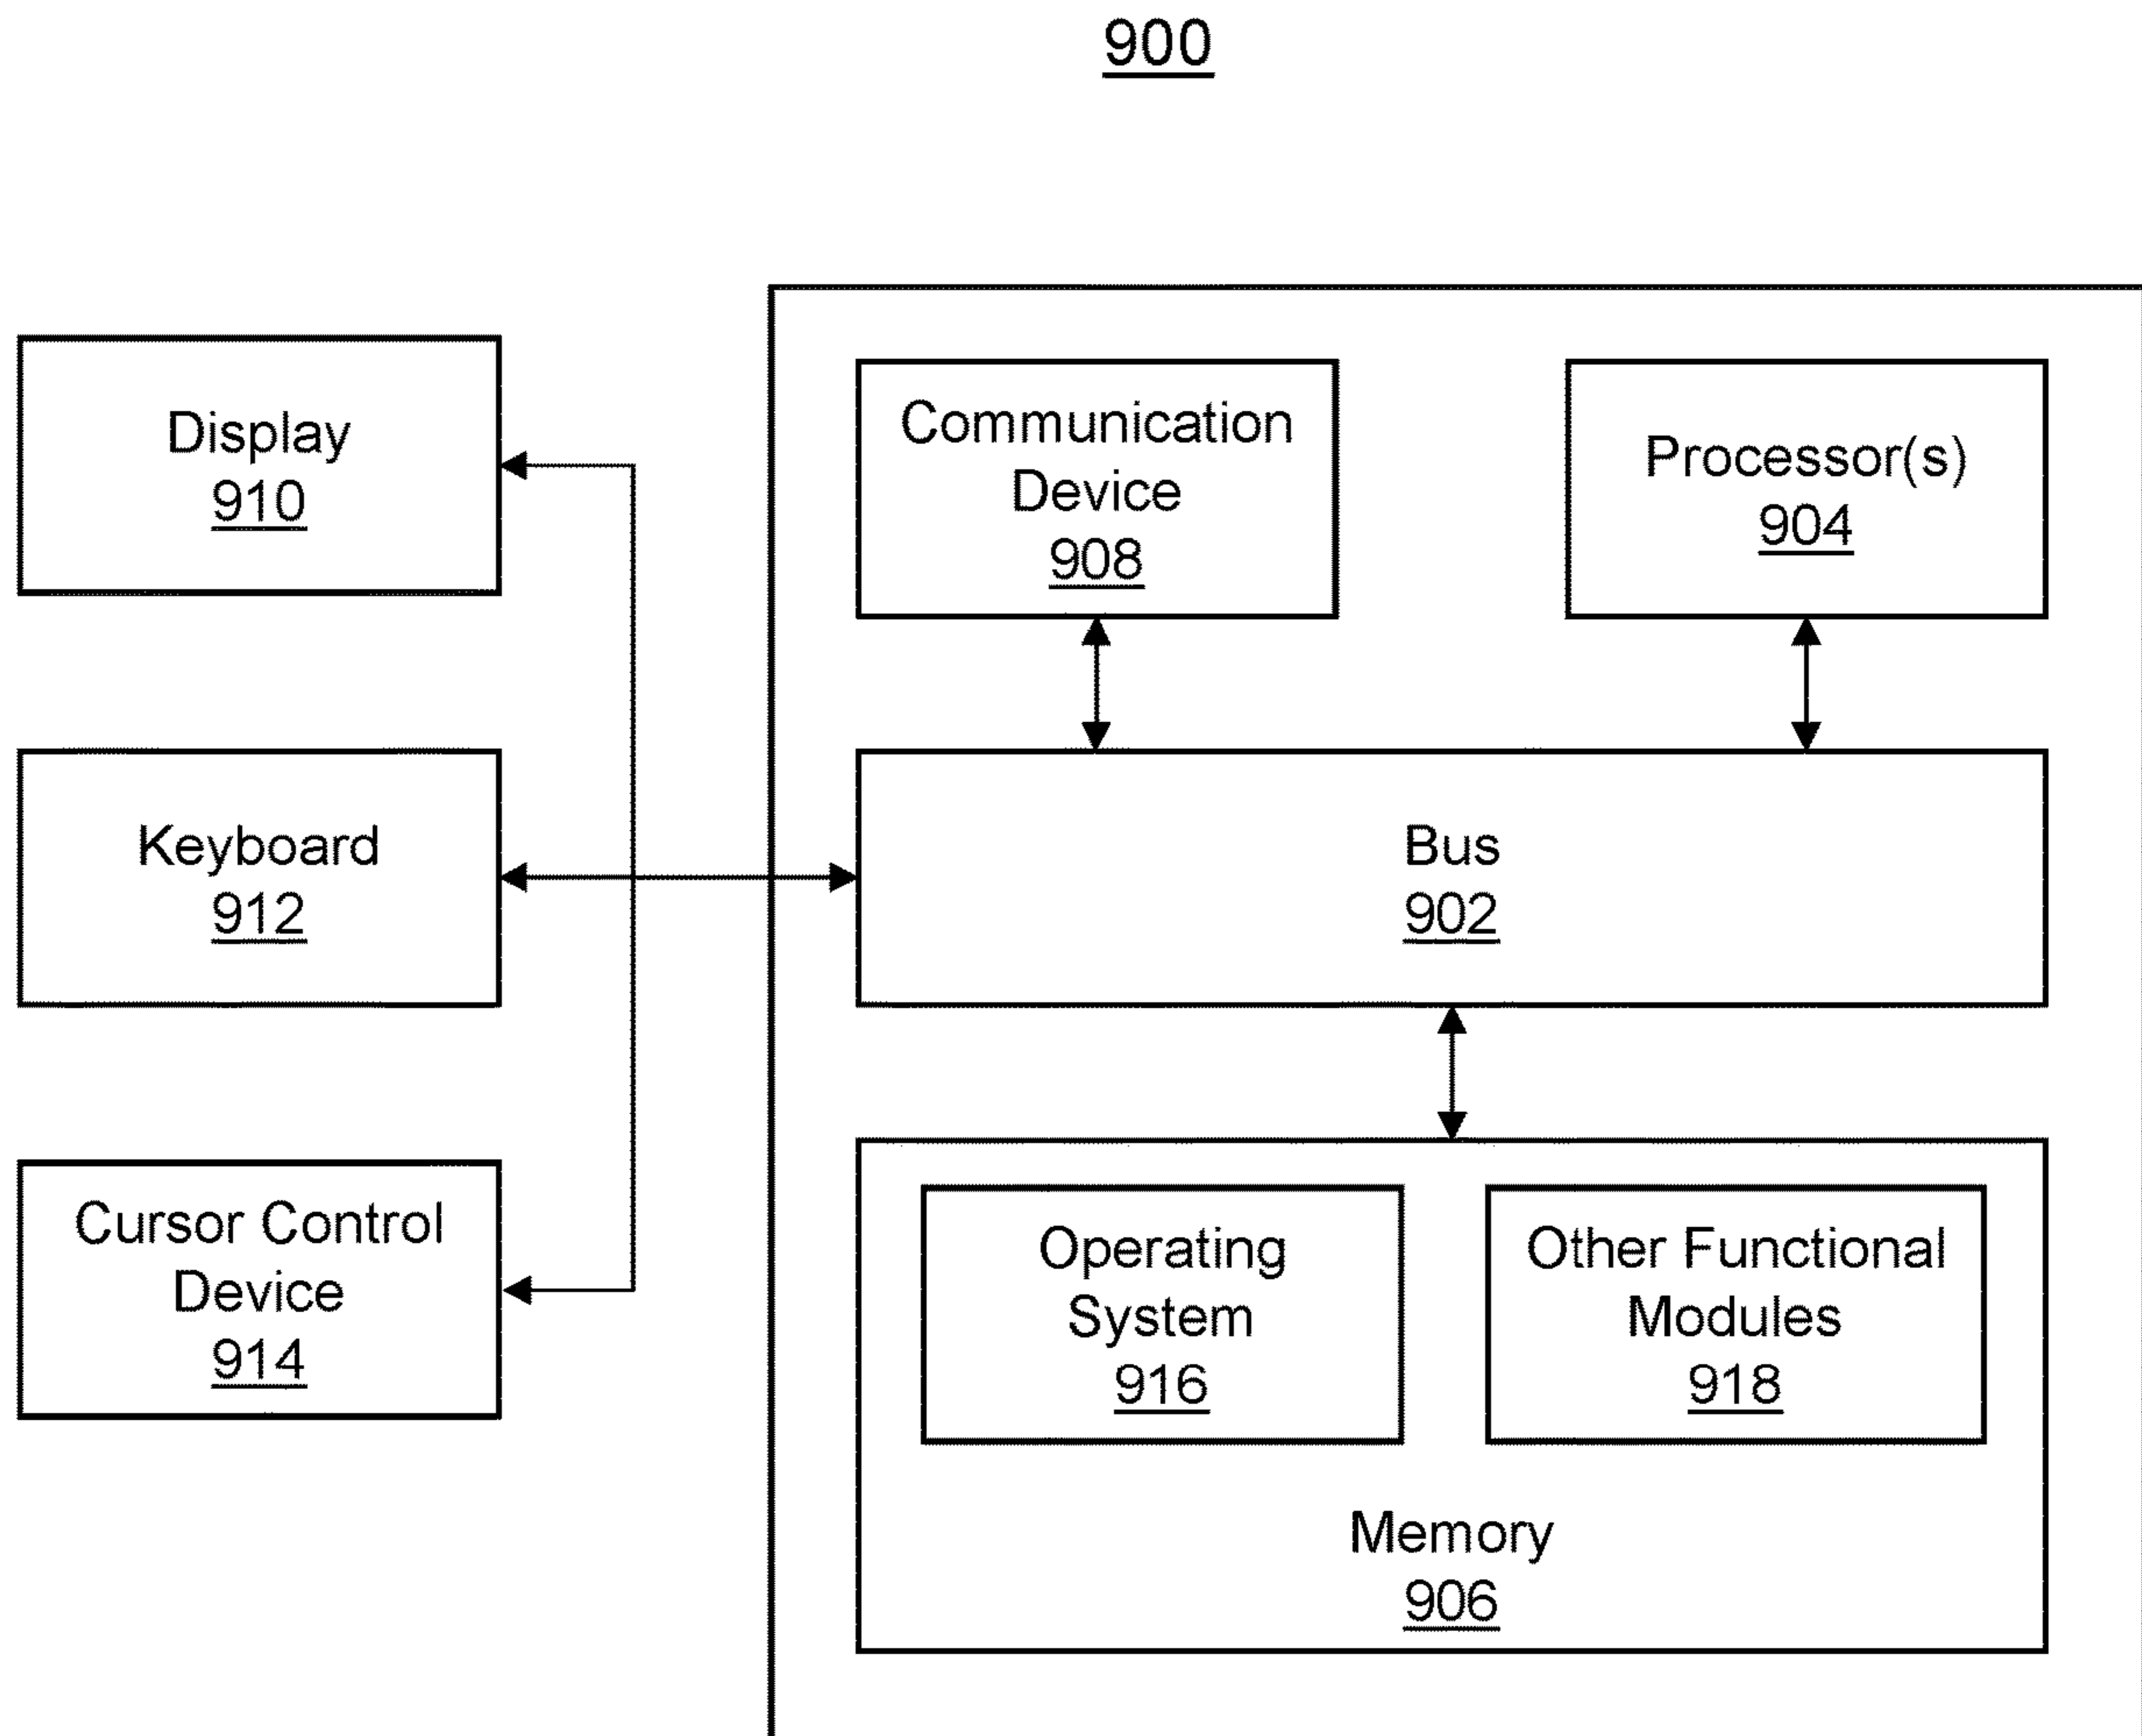 900
Display
910
Communication
Device
908
Processor(s)
904
Keyboard
912
Bus
902
Cursor Control
Device
914
Operating
System
916
Other Functional
Modules
918
Memory
906